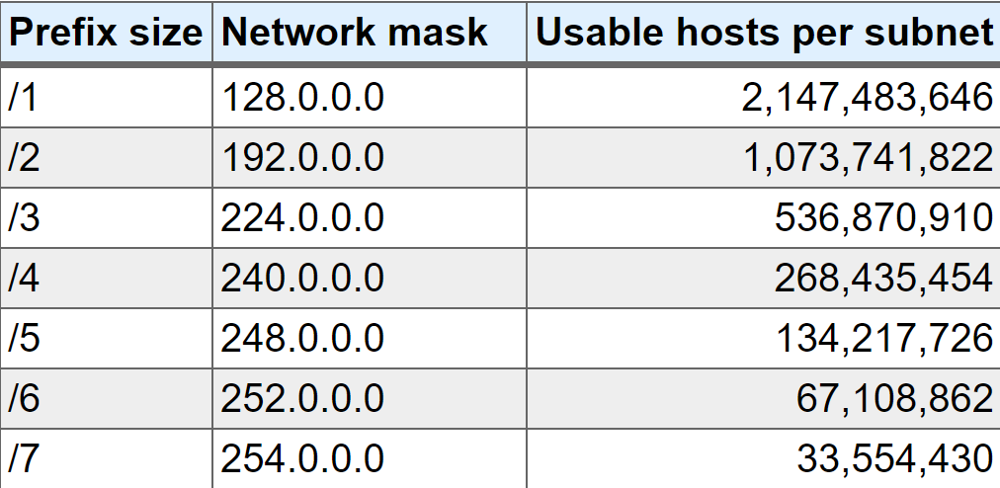 Prefix size Network mask Usable hosts per subnet
/1 128.0.0.0 2,147,483,646
/2 192.0.0.0 1,073,741,822
/3 224.0.0.0 536,870,910
/4 240.0.0.0 268,435,454
/5 248.0.0.0 134,217,726
/6 252.0.0.0 67,108,862
/7 254.0.0.0 33,554,430